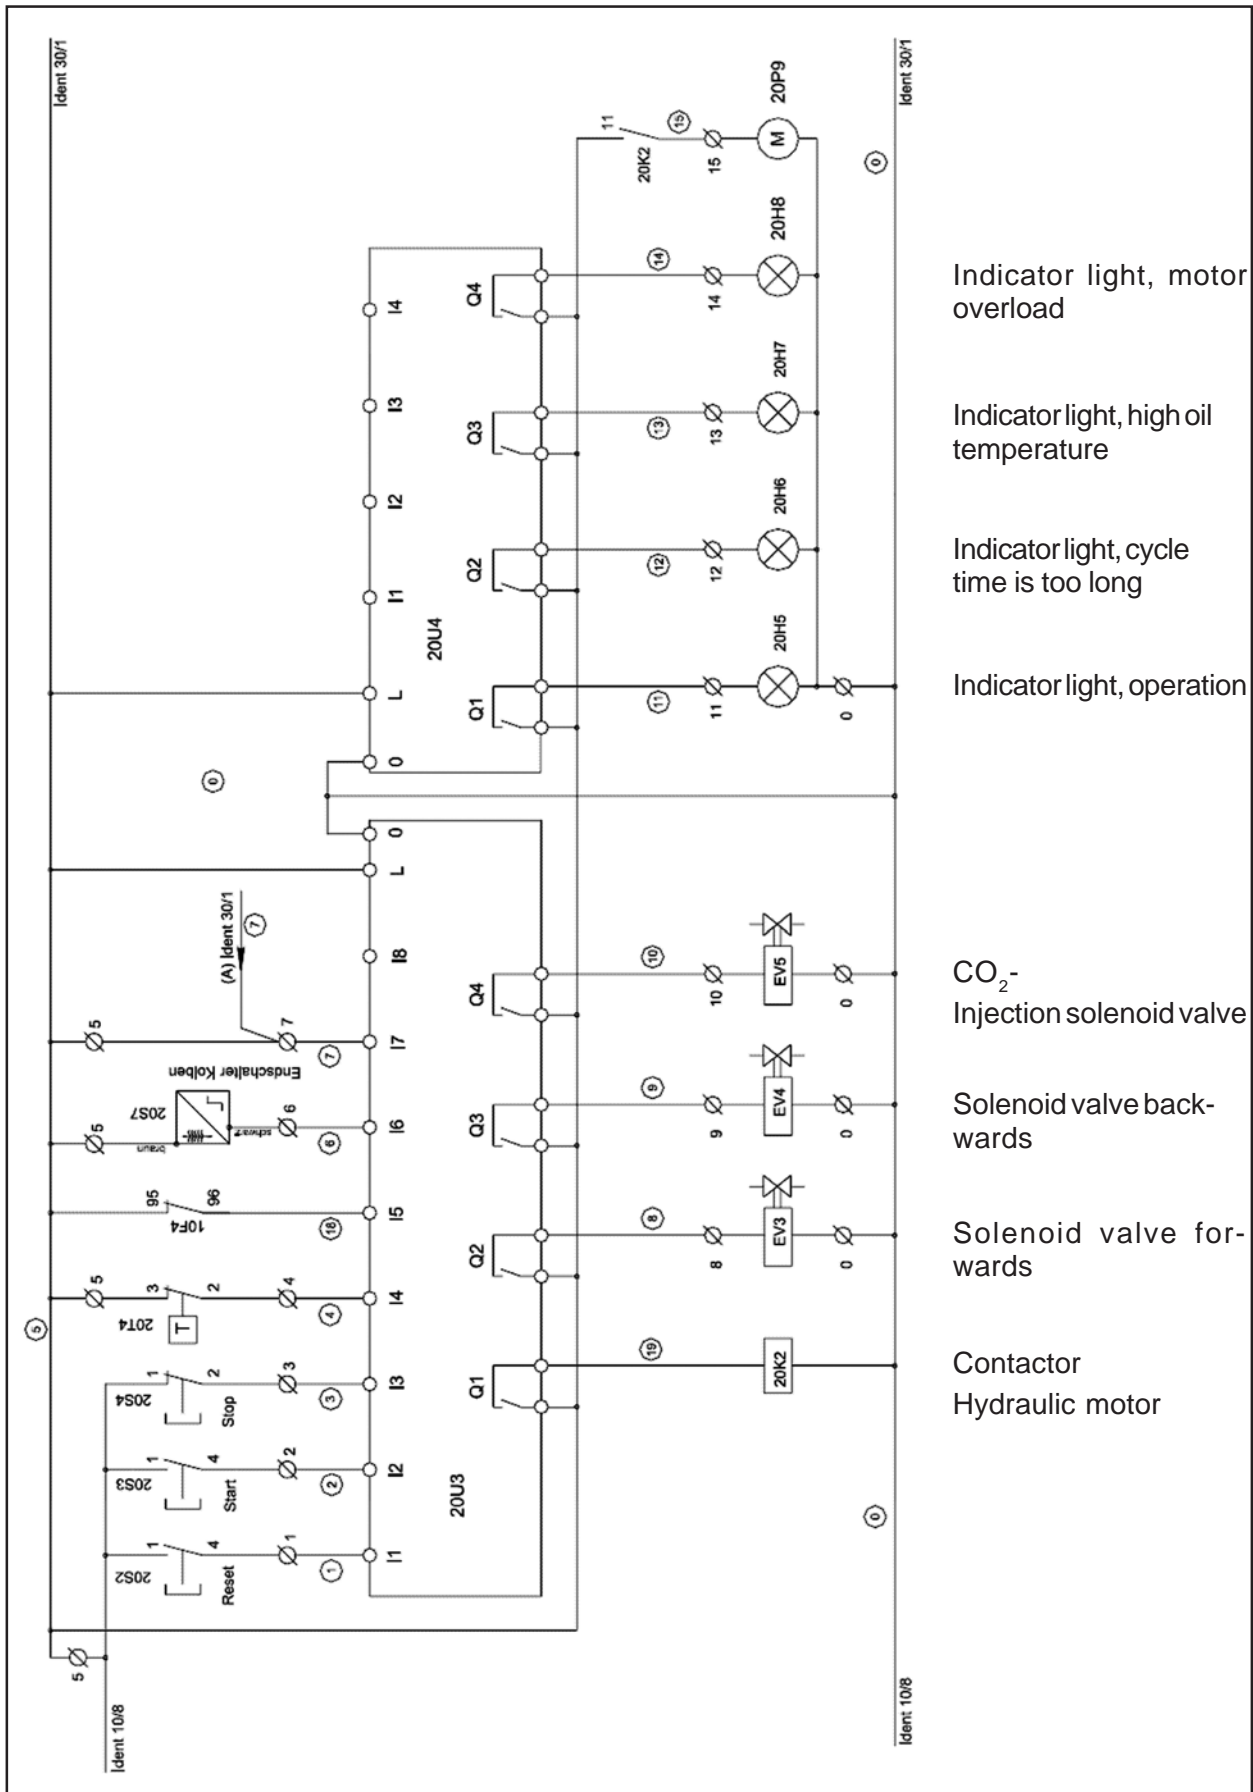 Ident 30/1
Ident 30/1
20P9
11
20K2
15
15
M
0
20H8
I4
Q4
14
14
Indicator light, motor
overload
20H7
I3
Q3
13
13
Indicator light, high oil
temperature
20H6
I2
Q2
12
12
Indicator light, cycle
time is too long
20H5
I1
20U4
L
Q1
11
11
0
Indicator light, operation
0
0
0
L
(A) Ident 30/1
7
I8
Q4
10
10
EV5
0
CO2-
Injection solenoid valve
5
7
7
I7
Endschalter Kolben
20S7
5
braun
schwarz
6
6
I6
Q3
9
9
EV4
0
Solenoid valve back-
wards
95
96
10F4
18
I5
Q2
8
8
EV3
0
Solenoid valve for-
wards
5
5
3
2
20T4
T
4
4
I4
20S4
1
2
Stop
3
3
I3
Q1
19
20K2
Contactor
Hydraulic motor
20S3
1
4
Start
2
2
I2
20U3
0
20S2
1
4
Reset
1
1
I1
5
Ident 10/8
Ident 10/8